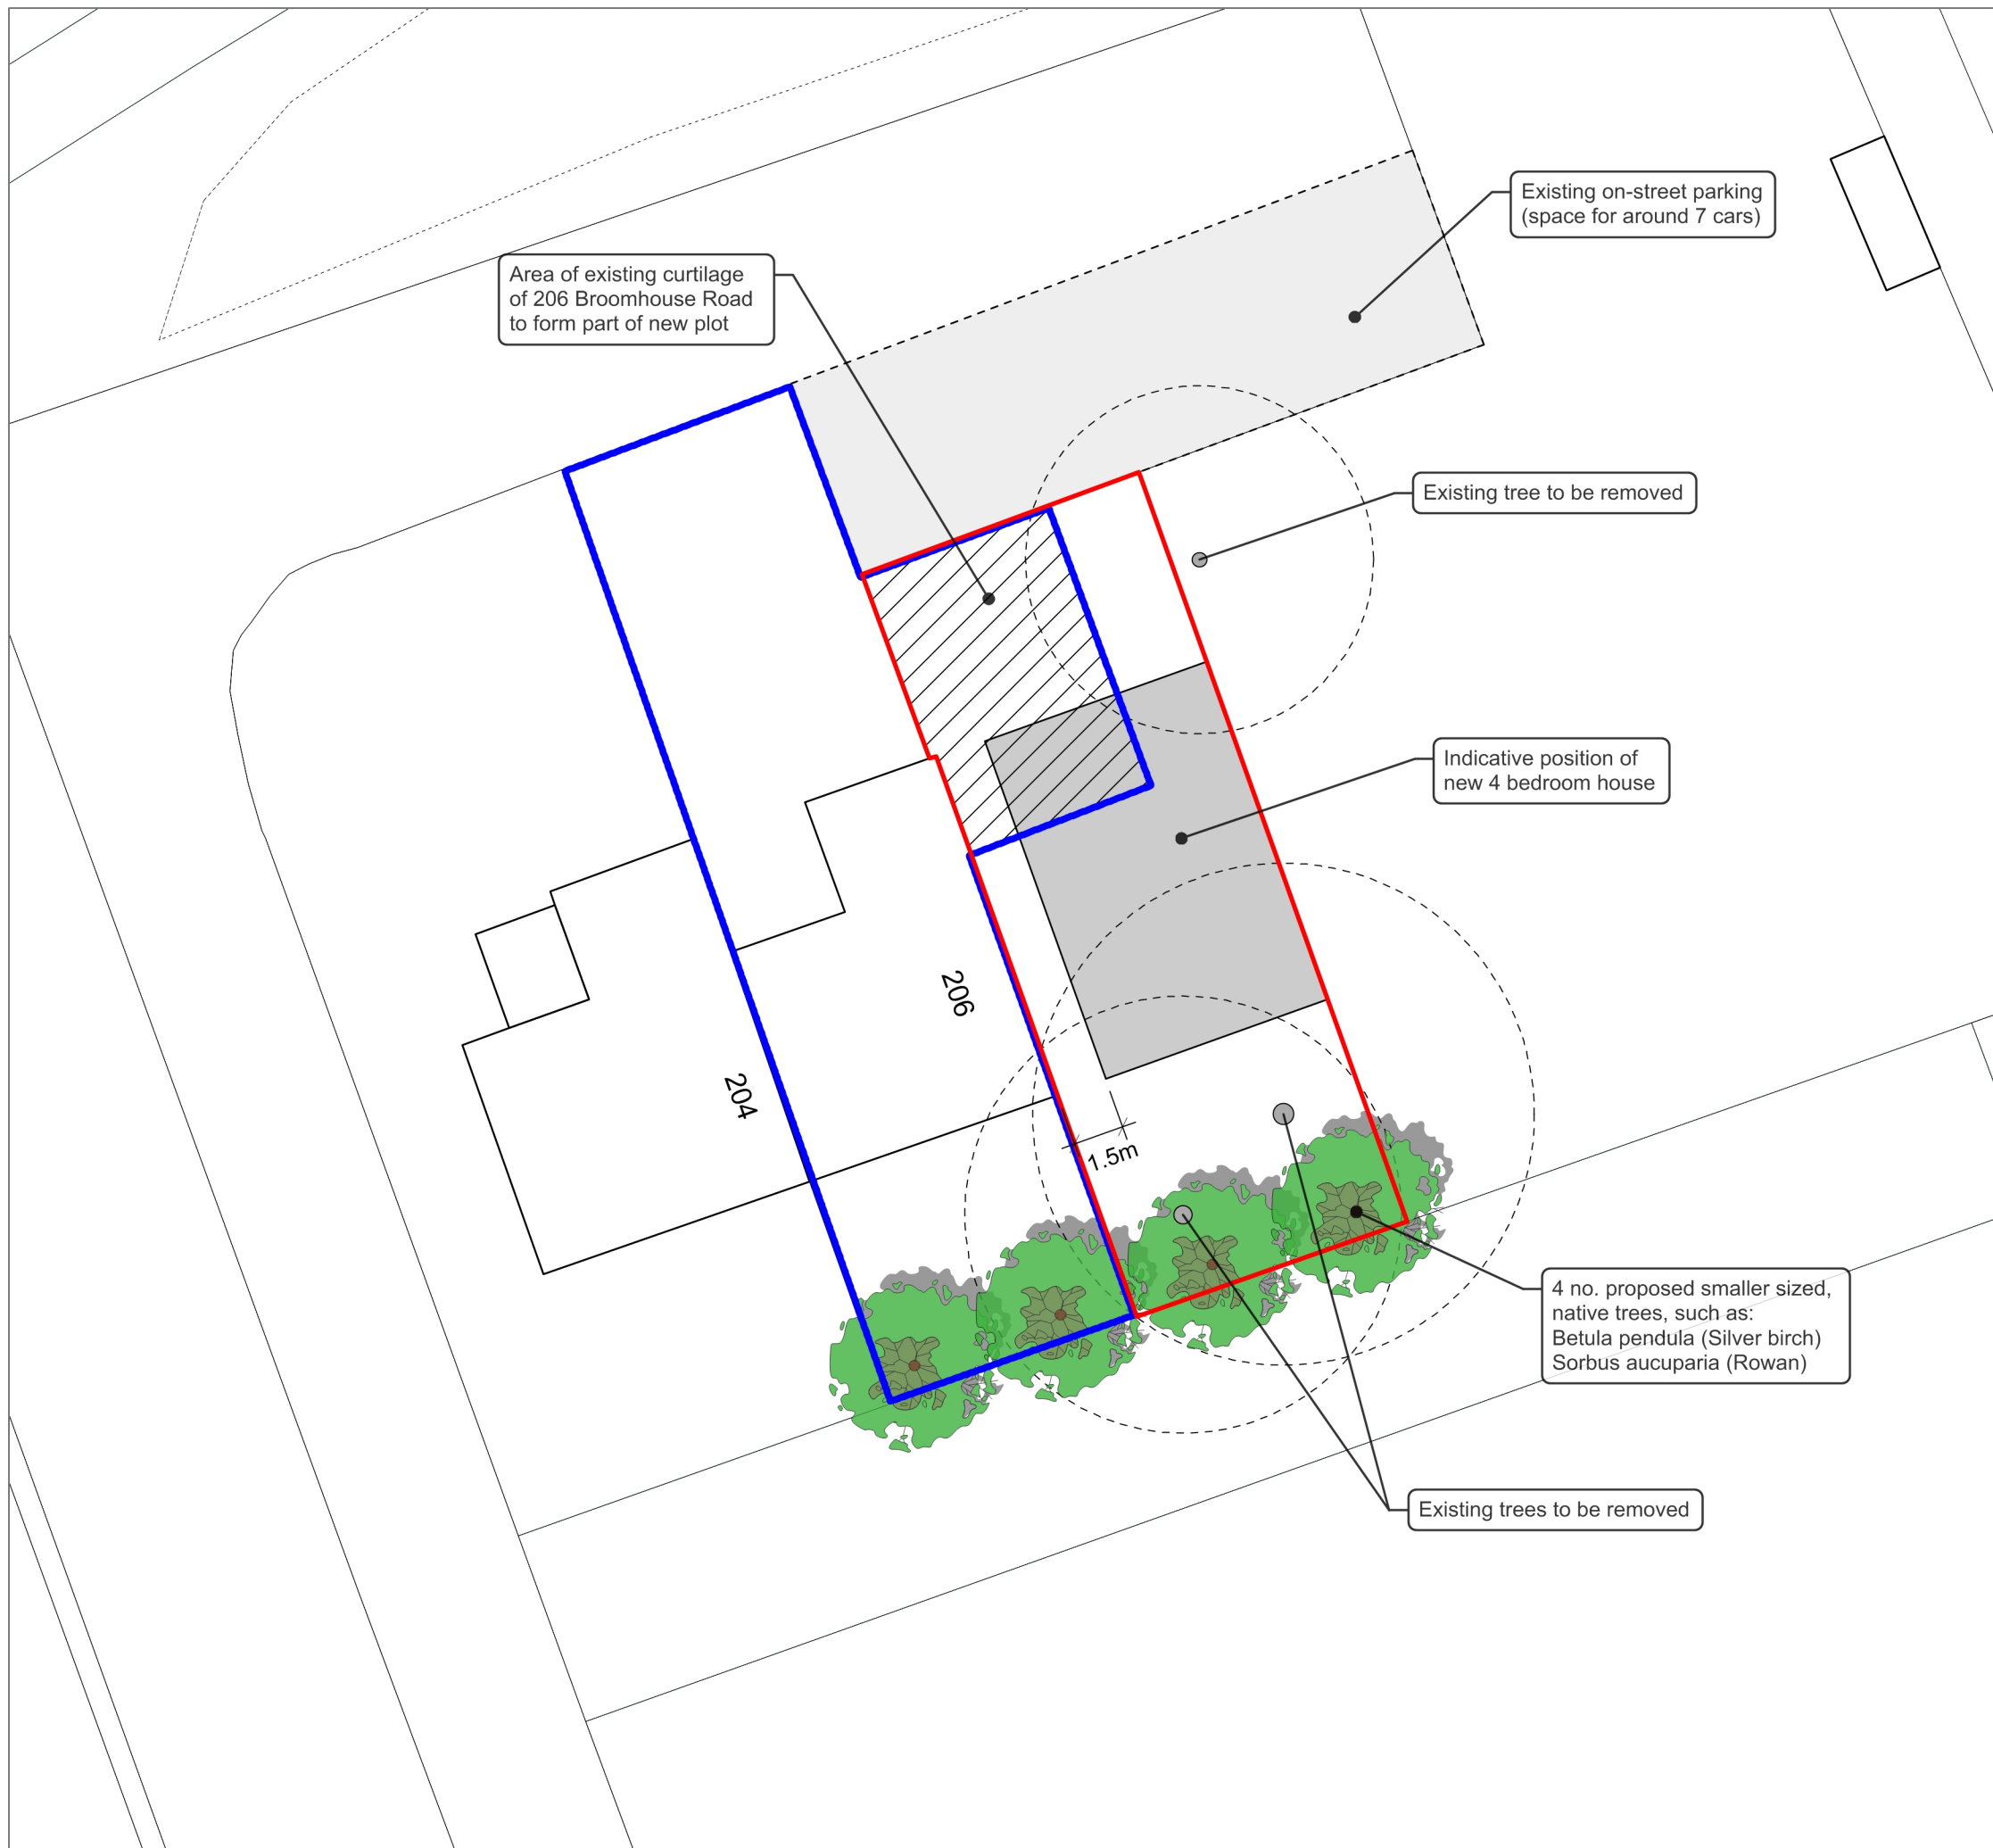 Existing on-street parking
(space for around 7 cars)
Area of existing curtilage
of 206 Broomhouse Road
to form part of new plot
Existing tree to be removed
Indicative position of
new 4 bedroom house
206
204
1.5m
4 no. proposed smaller sized,
native trees, such as:
Betula pendula (Silver birch)
Sorbus aucuparia (Rowan)
Existing trees to be removed